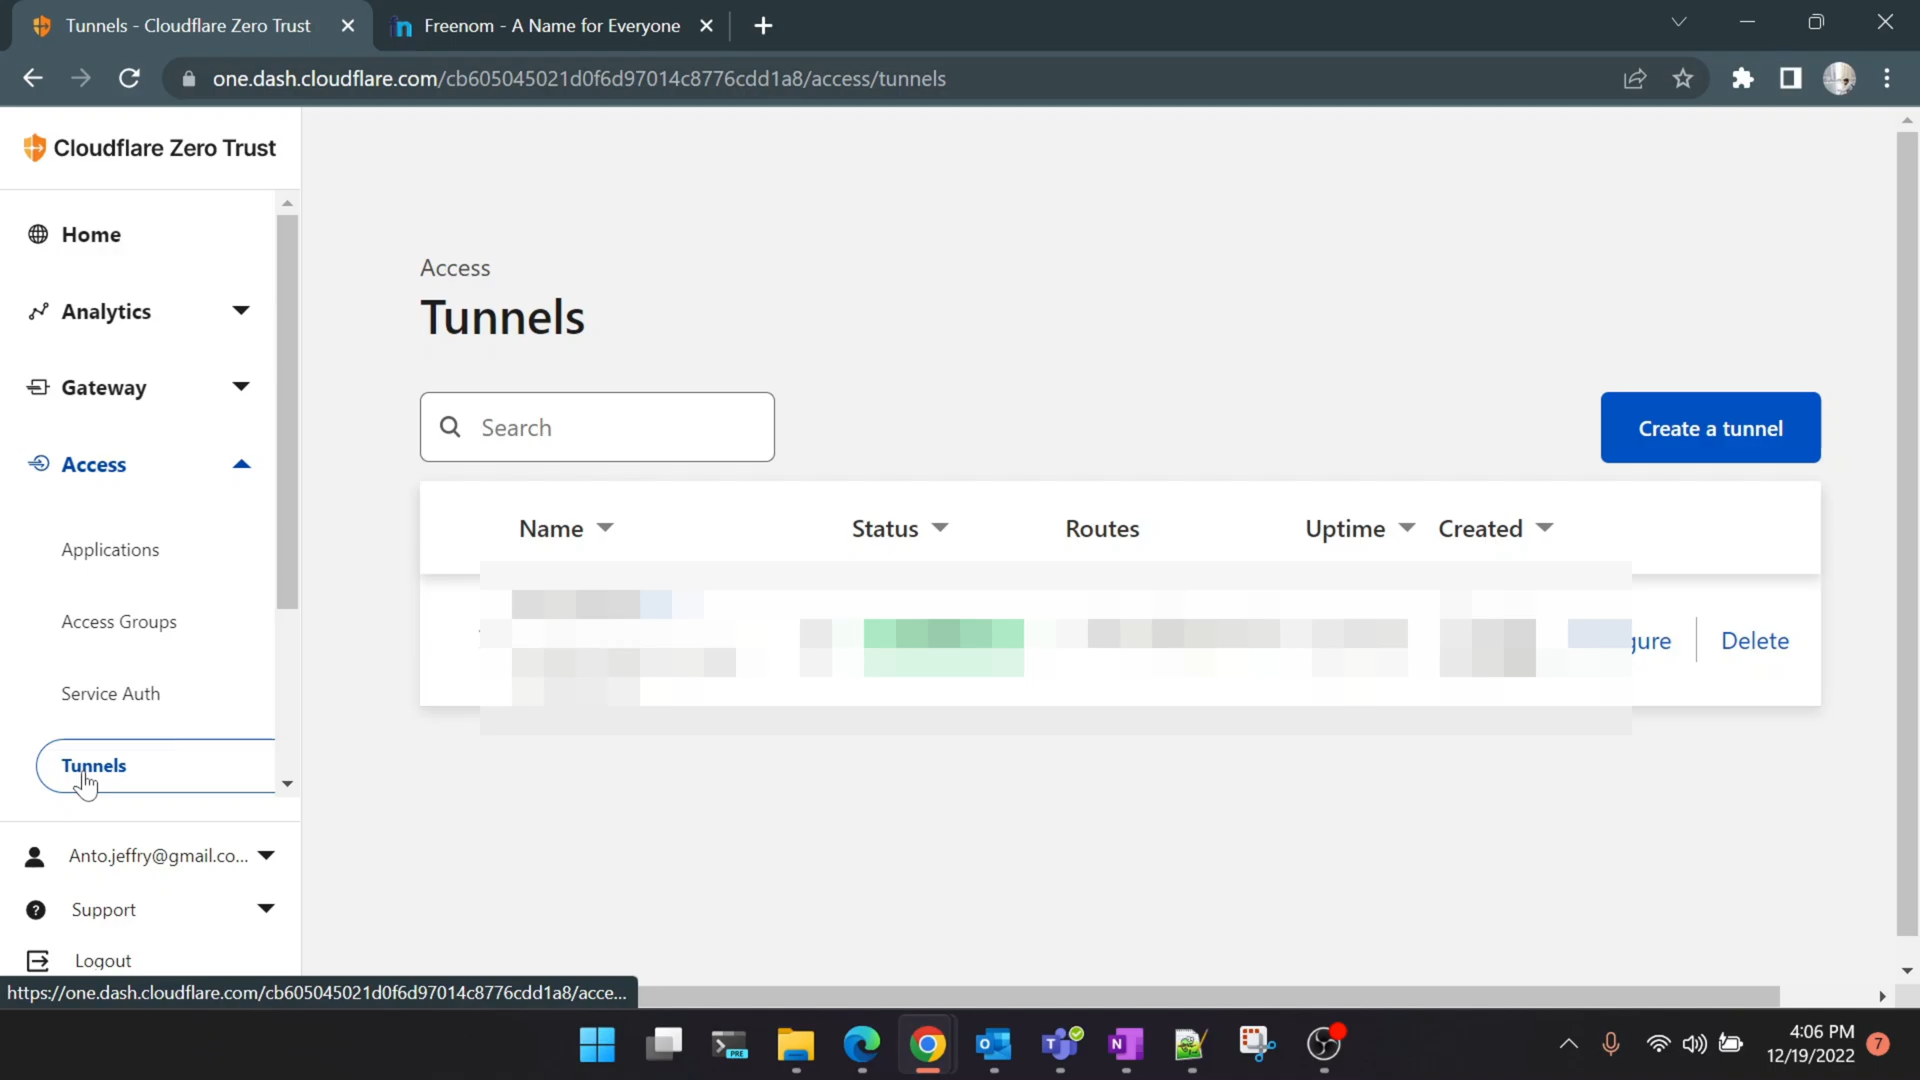 Tunnels - Cloudflare Zero Trust
Freenom - A Name for Everyone
one.dash.cloudflare.com/cb605045021d0f6d97014c8776cdd1a8/access/tunnels
Cloudflare Zero Trust
Home
Analytics
Gateway
Access
Applications
Access Groups
Service Auth
Tunnels
Anto.jeffry@gmail.co...
Support
Logout
Access
Tunnels
Search
Create a tunnel
Name Status Routes Uptime Created
gure Delete
https://one.dash.cloudflare.com/cb605045021d0f6d97014c8776cdd1a8/acce...
PRE
4:06 PM
12/19/2022
7